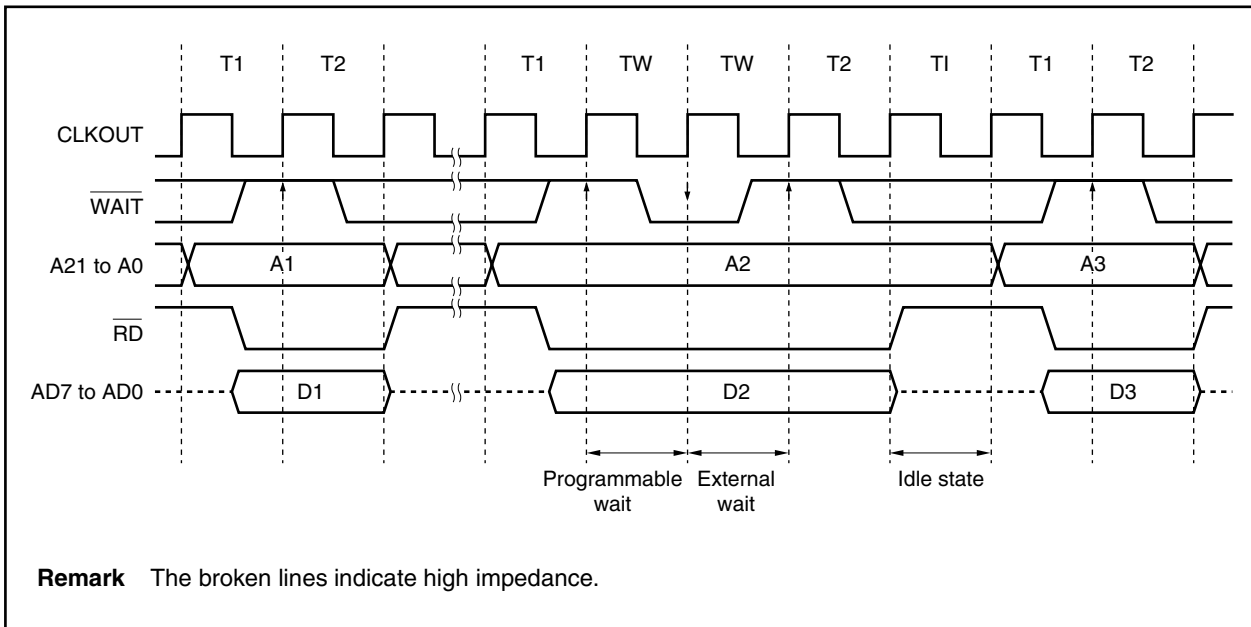 T1 T2 T1 TW TW T2 TI T1 T2
CLKOUT
WAIT
A21 to A0 A1 A2 A3
RD
AD7 to AD0 D1 D2 D3
Programmable wait
External wait
Idle state
Remark The broken lines indicate high impedance.